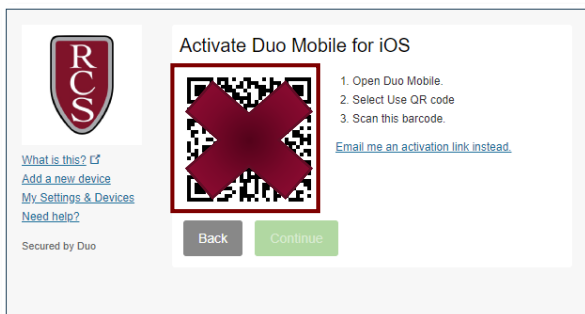 R
C
S
What is this?
Add a new device
My Settings & Devices
Need help?
Secured by Duo
Activate Duo Mobile for iOS
1. Open Duo Mobile.
2. Select Use QR code
3. Scan this barcode.
Email me an activation link instead.
Back
Continue